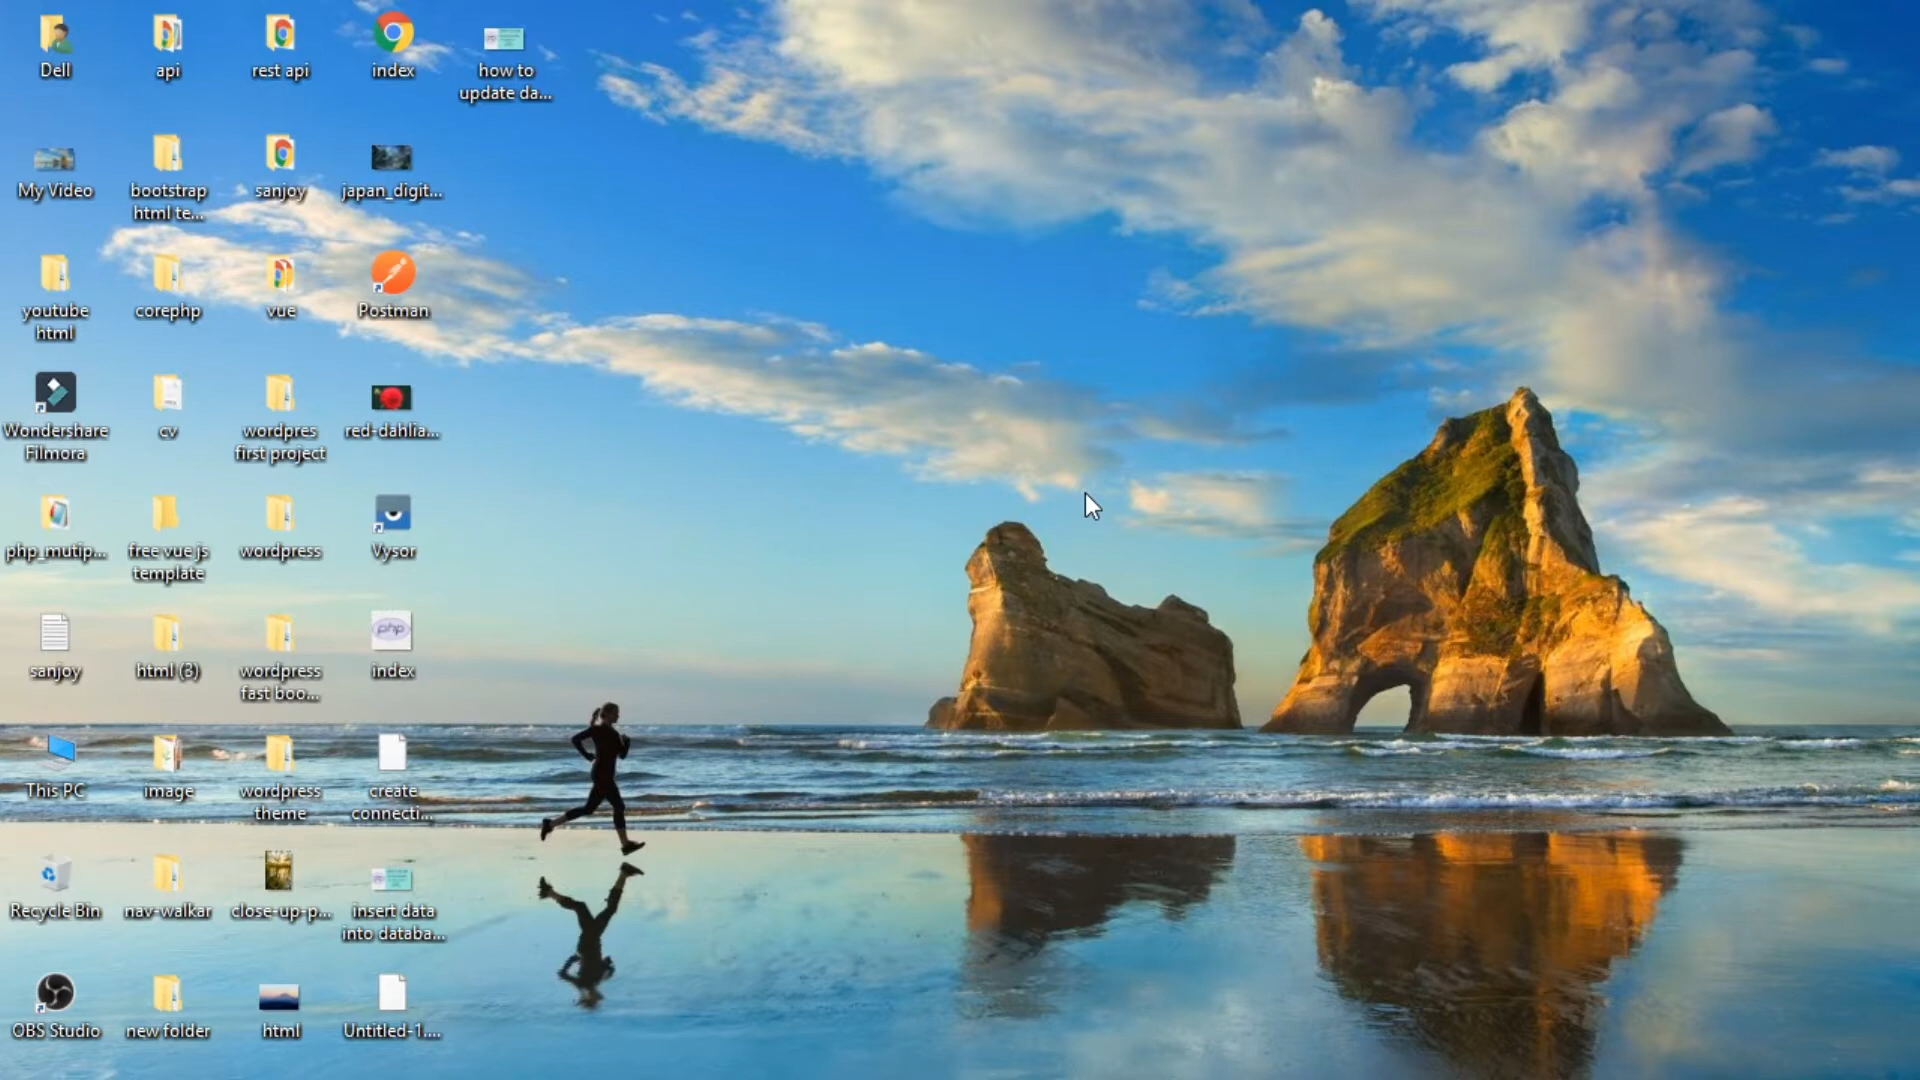 Dell
api
rest api
index
how to
update da...
My Video
bootstrap
html te...
sanjoy
japan_digit...
youtube
html
corephp
vue
Postman
Wondershare
Filmora
cv
wordpres
first project
red-dahlia...
php_mutip...
free vue js
template
wordpress
Vysor
sanjoy
html (3)
wordpress
fast boo...
php
index
This PC
image
wordpress
theme
create
connecti...
Recycle Bin
nav-walkar
close-up-p...
insert data
into databa...
OBS Studio
new folder
html
Untitled-1....